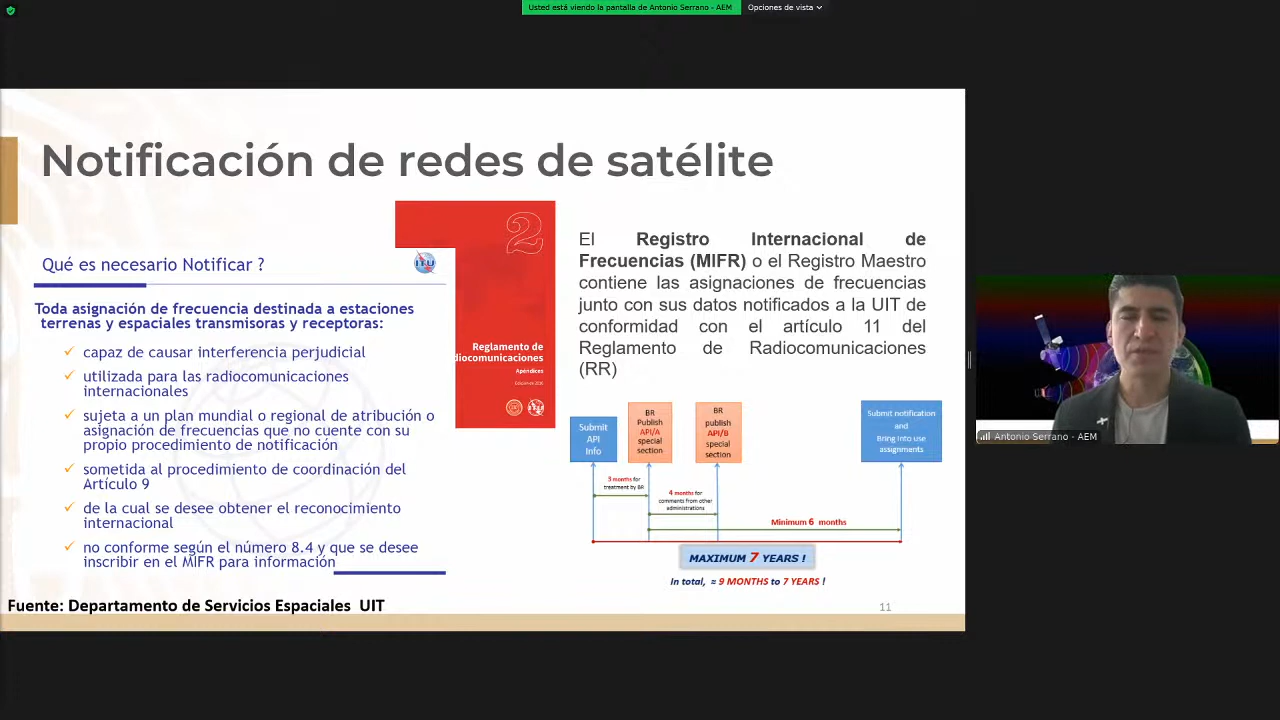 Usted está viendo la pantalla de Antonio Serrano - AEM
Opciones de vista
Notificación de redes de satélite
Qué es necesario Notificar ?
Toda asignación de frecuencia destinada a estaciones
terrenas y espaciales transmisoras y receptoras:
✓ capaz de causar interferencia perjudicial
✓ utilizada para las radiocomunicaciones
internacionales
✓ sujeta a un plan mundial o regional de atribución o
asignación de frecuencias que no cuente con su
propio procedimiento de notificación
✓ sometida al procedimiento de coordinación del
Artículo 9
✓ de la cual se desee obtener el reconocimiento
internacional
✓ no conforme según el número 8.4 y que se desee
inscribir en el MIFR para información
Fuente: Departamento de Servicios Espaciales UIT
2
ITU
Reglamento de
diocomunicaciones
Apéndices
El Registro Internacional de
Frecuencias (MIFR) o el Registro Maestro
contiene las asignaciones de frecuencias
junto con sus datos notificados a la UIT de
conformidad con el artículo 11 del
Reglamento de Radiocomunicaciones
(RR)
Submit
API
Info
BR
Publish
API/A
special
section
BR
publish
API/B
special
section
Submit notification
and
Bring into use
assignments
3 months for
treatment by BR
4 months for
comments from other
administrations
Minimum 6 months
MAXIMUM 7 YEARS !
In total, ≈ 9 MONTHS to 7 YEARS !
11
Antonio Serrano - AEM